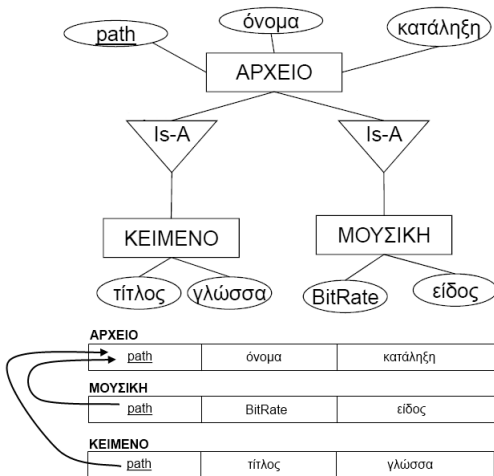 path όνομα κατάληξη
ΑΡΧΕΙΟ
Is-A Is-A
ΚΕΙΜΕΝΟ ΜΟΥΣΙΚΗ
τίτλος γλώσσα BitRate είδος
ΑΡΧΕΙΟ
path όνομα κατάληξη
ΜΟΥΣΙΚΗ
path BitRate είδος
ΚΕΙΜΕΝΟ
path τίτλος γλώσσα